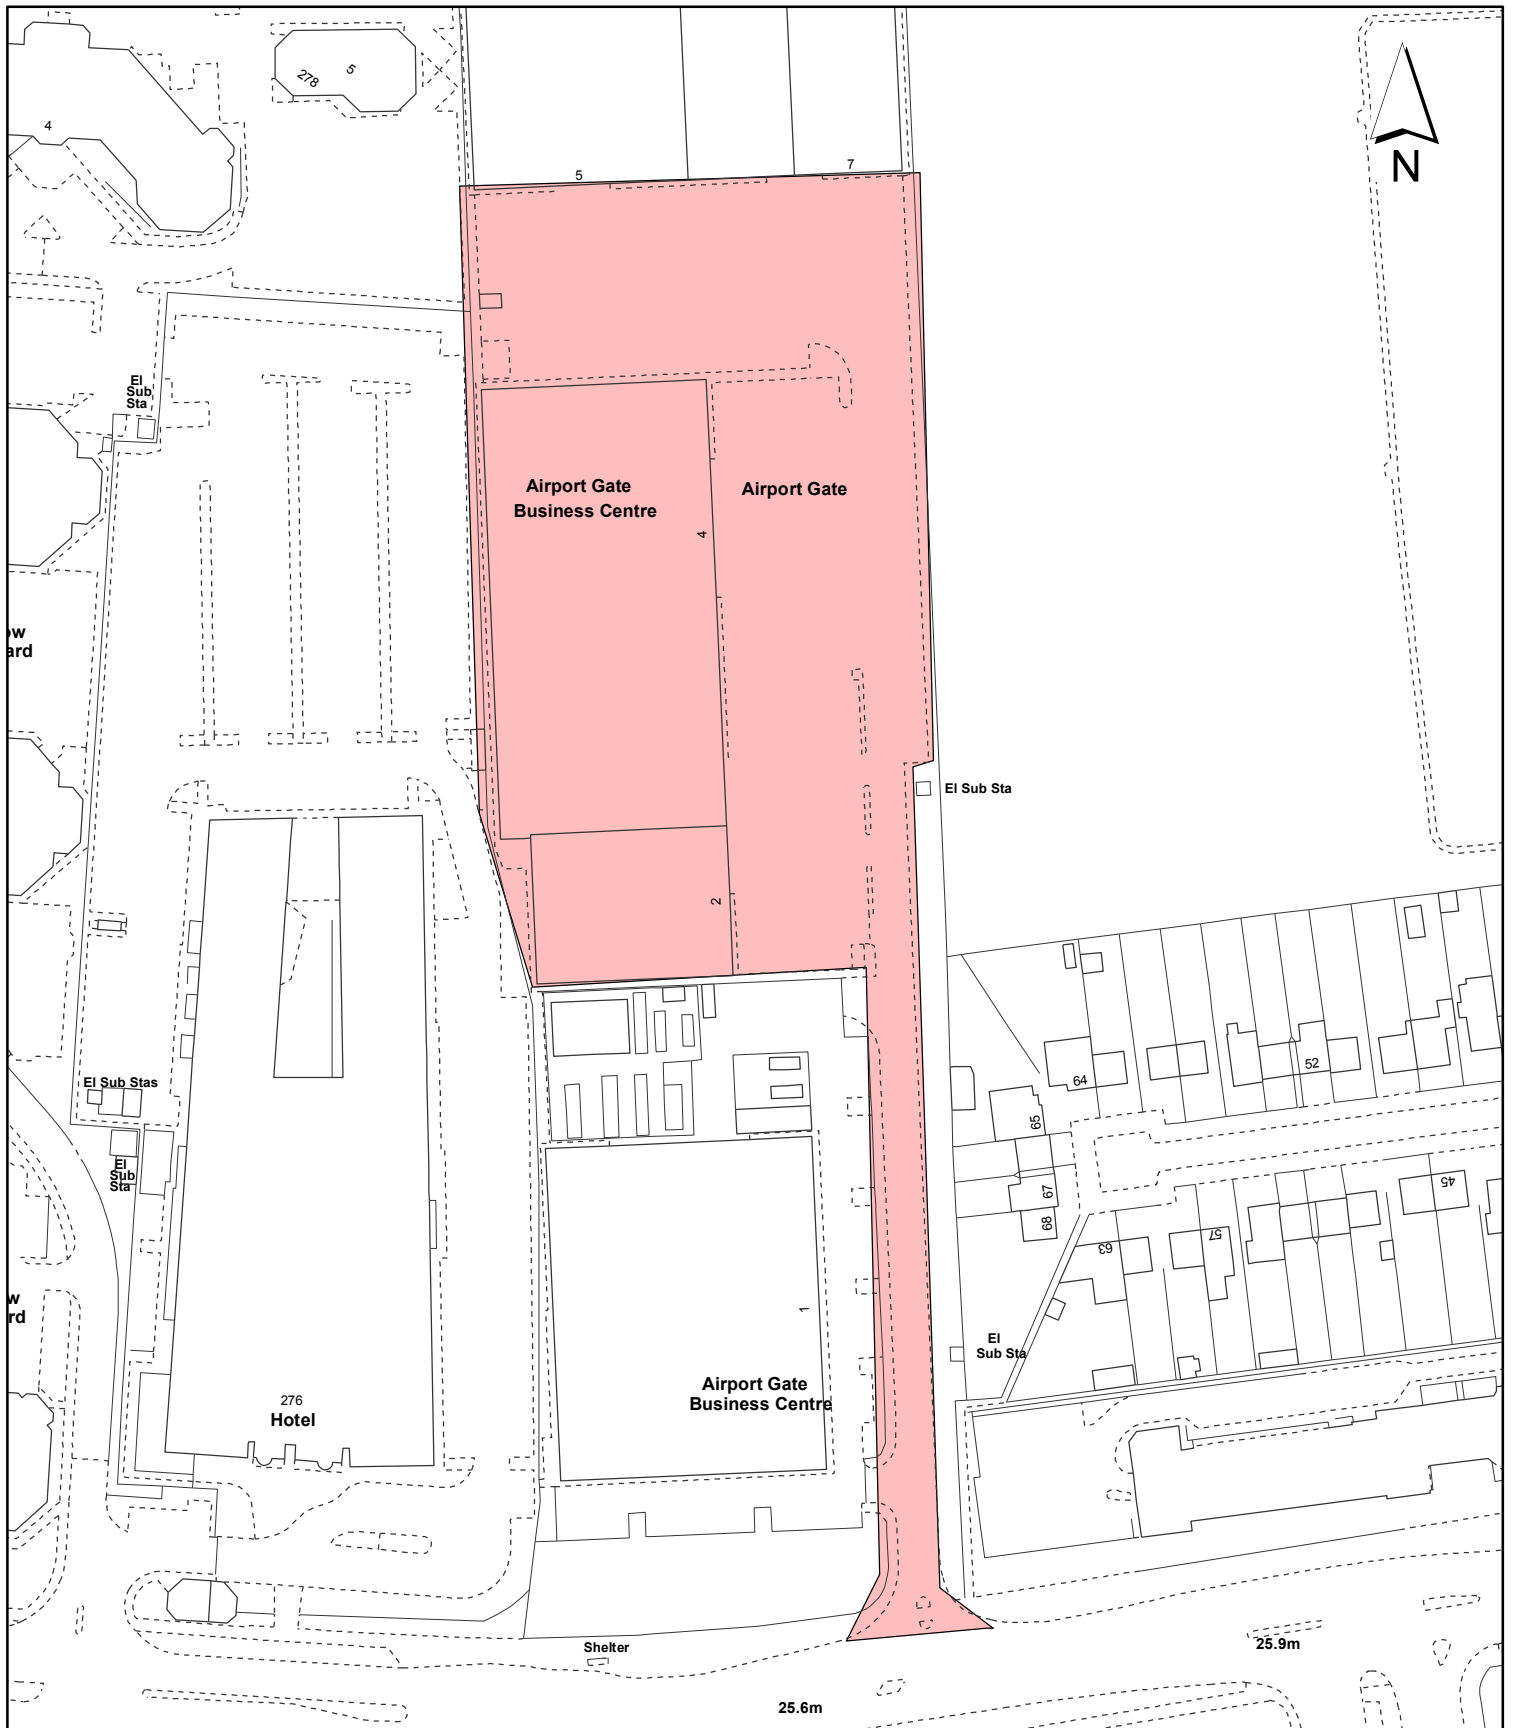 278
5
4
N
5
7
El
Sub
Sta
Airport Gate
Business Centre
Airport Gate
4
ow
ard
El Sub Sta
2
El Sub Stas
64
52
65
El
Sub
Sta
67
68
45
63
57
w
rd
1
El
Sub Sta
Airport Gate
Business Centre
276
Hotel
Shelter
25.9m
25.6m